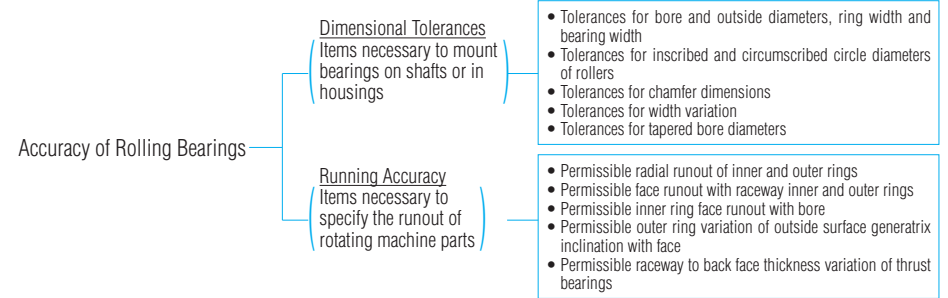 Accuracy of Rolling Bearings
Dimensional Tolerances
Items necessary to mount
bearings on shafts or in
housings
• Tolerances for bore and outside diameters, ring width and
bearing width
• Tolerances for inscribed and circumscribed circle diameters
of rollers
• Tolerances for chamfer dimensions
• Tolerances for width variation
• Tolerances for tapered bore diameters
Running Accuracy
Items necessary to
specify the runout of
rotating machine parts
• Permissible radial runout of inner and outer rings
• Permissible face runout with raceway inner and outer rings
• Permissible inner ring face runout with bore
• Permissible outer ring variation of outside surface generatrix
inclination with face
• Permissible raceway to back face thickness variation of thrust
bearings